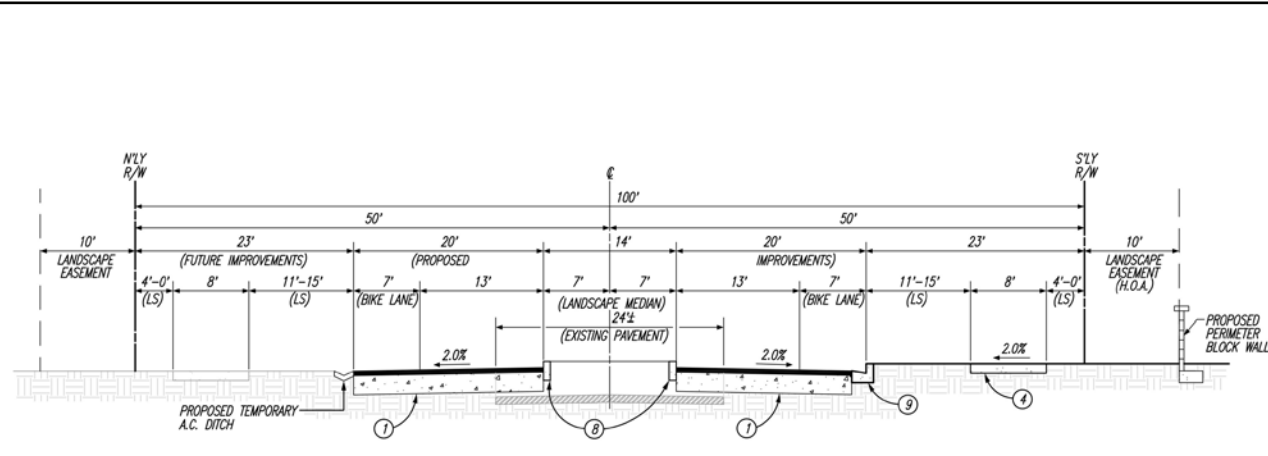 N'LY
R/W
℄
S'LY
R/W
100'
50'
50'
10'
23'
20'
14'
20'
23'
10'
LANDSCAPE
EASEMENT
(FUTURE IMPROVEMENTS)
(PROPOSED
IMPROVEMENTS)
LANDSCAPE
EASEMENT
(H.O.A.)
4'-0'
8'
11'-15'
7'
13'
7'
7'
13'
7'
11'-15'
8'
4'-0'
(LS)
(LS)
(BIKE LANE)
(LANDSCAPE MEDIAN)
(BIKE LANE)
(LS)
(LS)
24'±
(EXISTING PAVEMENT)
PROPOSED
PERIMETER
BLOCK WALL
2.0%
2.0%
2.0%
PROPOSED TEMPORARY
A.C. DITCH
1
8
1
9
4